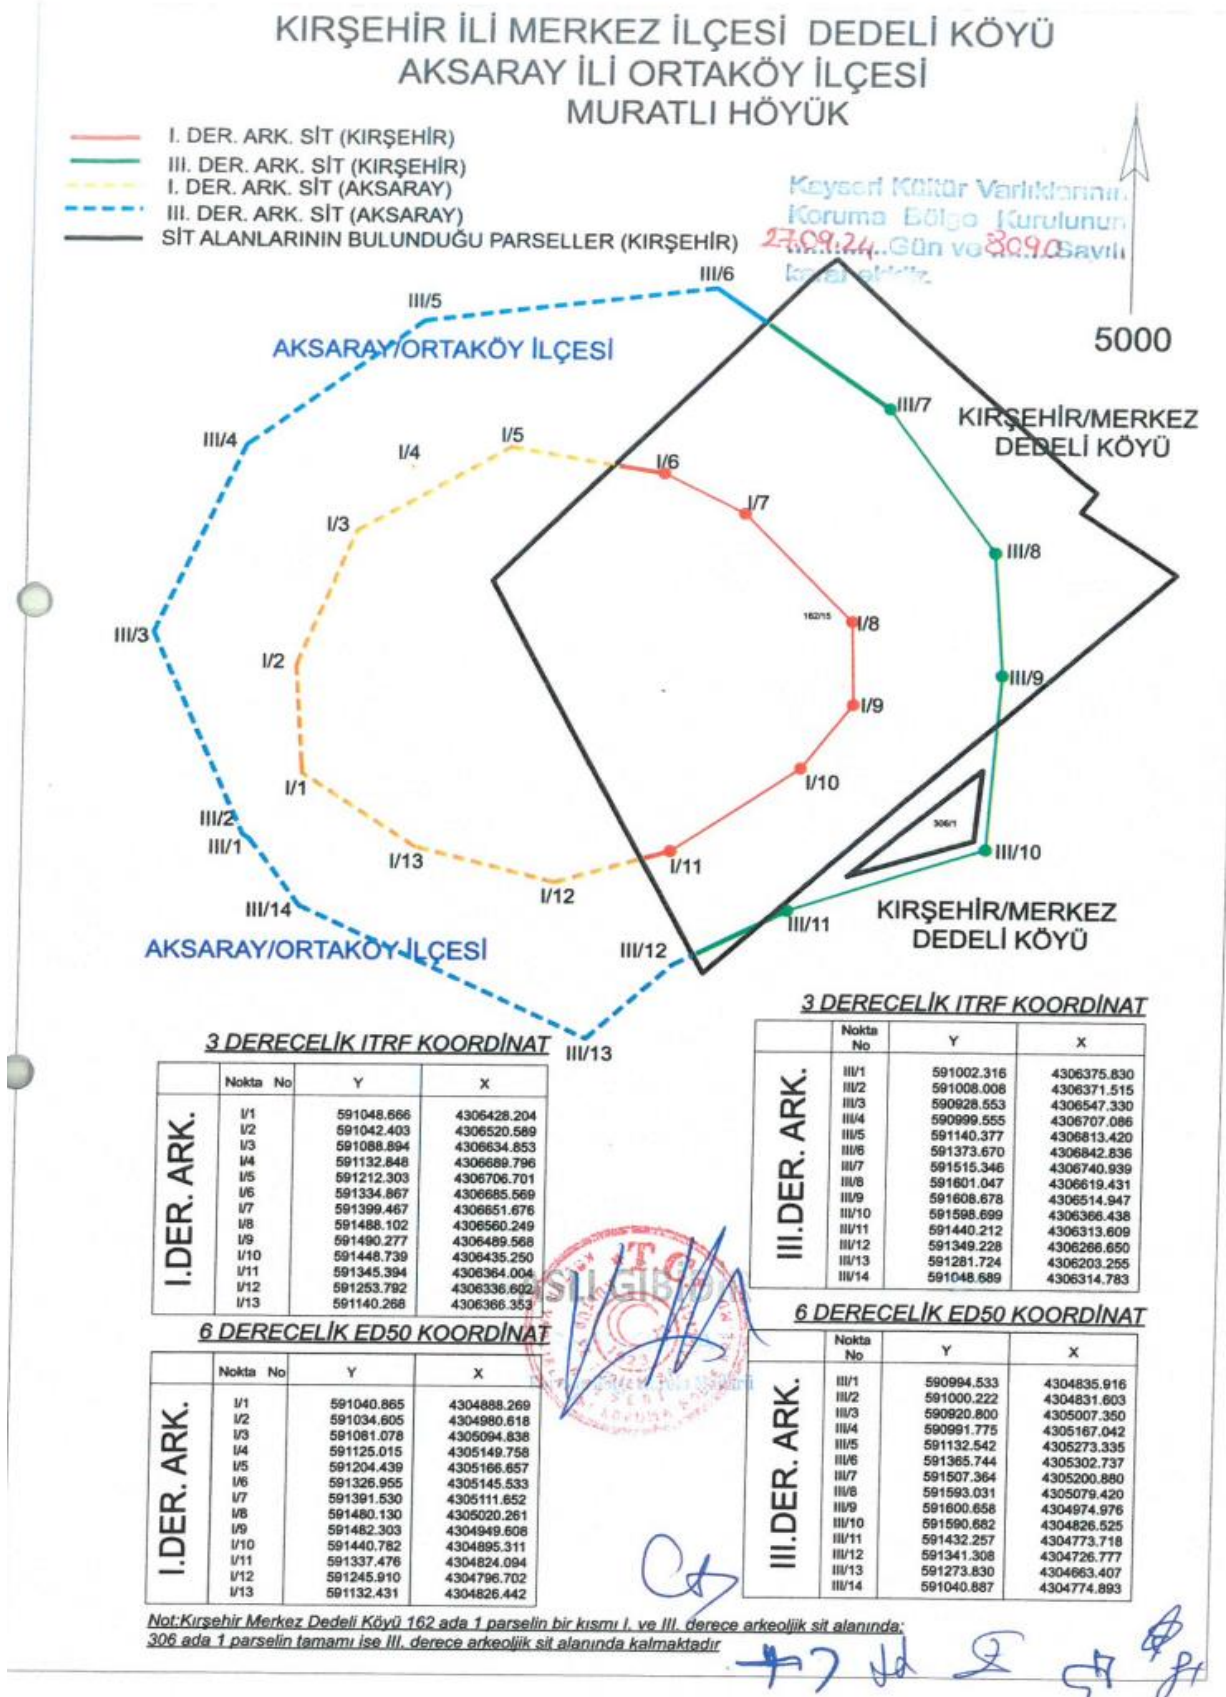 KIRŞEHİR İLİ MERKEZ İLÇESİ DEDELİ KÖYÜ
AKSARAY İLİ ORTAKÖY İLÇESİ
MURATLI HÖYÜK
I. DER. ARK. SİT (KIRŞEHİR)
III. DER. ARK. SİT (KIRŞEHİR)
I. DER. ARK. SİT (AKSARAY)
III. DER. ARK. SİT (AKSARAY)
SİT ALANLARININ BULUNDUĞU PARSELLER (KIRŞEHİR)
Kayseri Kültür Varlıklarını
Koruma Bölge Kurulunun
27.09.24 Gün ve 8090 Sayılı
5000
III/6
III/5
AKSARAY/ORTAKÖY İLÇESİ
III/7
KIRŞEHİR/MERKEZ
DEDELİ KÖYÜ
III/4
I/4
I/5
I/6
I/7
I/3
III/8
162/15
I/8
III/3
I/2
III/9
I/9
I/1
I/10
III/2
III/1
306/1
I/13
I/11
III/10
I/12
III/14
III/11
KIRŞEHİR/MERKEZ
DEDELİ KÖYÜ
AKSARAY/ORTAKÖY İLÇESİ
III/12
III/13
3 DERECELİK ITRF KOORDİNAT
I.DER. ARK.
Nokta No Y X
I/1 591048.666 4306428.204
I/2 591042.403 4306520.589
I/3 591088.894 4306634.853
I/4 591132.848 4306689.796
I/5 591212.303 4306706.701
I/6 591334.867 4306685.569
I/7 591399.467 4306651.676
I/8 591488.102 4306560.249
I/9 591490.277 4306489.568
I/10 591448.739 4306435.250
I/11 591345.394 4306364.004
I/12 591253.792 4306336.602
I/13 591140.268 4306366.353
3 DERECELİK ITRF KOORDİNAT
III.DER. ARK.
Nokta No Y X
III/1 591002.316 4306375.830
III/2 591008.008 4306371.515
III/3 590928.553 4306547.330
III/4 590999.555 4306707.086
III/5 591140.377 4306813.420
III/6 591373.670 4306842.836
III/7 591515.346 4306740.939
III/8 591601.047 4306619.431
III/9 591608.678 4306514.947
III/10 591598.699 4306366.438
III/11 591440.212 4306313.609
III/12 591349.228 4306266.650
III/13 591281.724 4306203.255
III/14 591048.689 4306314.783
T.C.
ASLI GİBİDİR
6 DERECELİK ED50 KOORDİNAT
I.DER. ARK.
Nokta No Y X
I/1 591040.865 4304888.269
I/2 591034.605 4304980.618
I/3 591081.078 4305094.838
I/4 591125.015 4305149.758
I/5 591204.439 4305166.657
I/6 591326.955 4305145.533
I/7 591391.530 4305111.652
I/8 591480.130 4305020.261
I/9 591482.303 4304949.608
I/10 591440.782 4304895.311
I/11 591337.476 4304824.094
I/12 591245.910 4304796.702
I/13 591132.431 4304826.442
6 DERECELİK ED50 KOORDİNAT
III.DER. ARK.
Nokta No Y X
III/1 590994.533 4304835.916
III/2 591000.222 4304831.603
III/3 590920.800 4305007.350
III/4 590991.775 4305167.042
III/5 591132.542 4305273.335
III/6 591365.744 4305302.737
III/7 591507.364 4305200.880
III/8 591593.031 4305079.420
III/9 591600.658 4304974.976
III/10 591590.682 4304826.525
III/11 591432.257 4304773.718
III/12 591341.308 4304726.777
III/13 591273.830 4304663.407
III/14 591040.887 4304774.893
Not:Kırşehir Merkez Dedeli Köyü 162 ada 1 parselin bir kısmı I. ve III. derece arkeoljik sit alanında;
306 ada 1 parselin tamamı ise III. derece arkeoljik sit alanında kalmaktadır